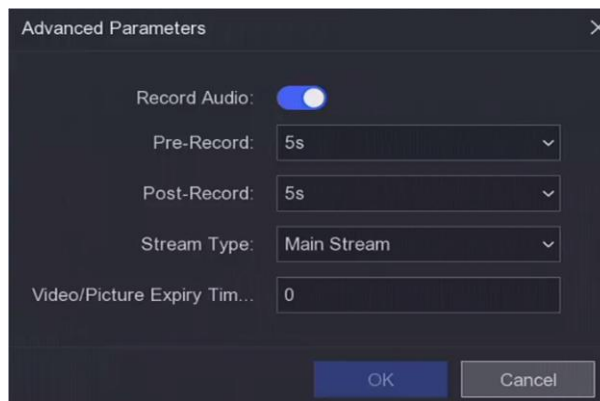 Advanced Parameters
Record Audio:
Pre-Record: 5s
Post-Record: 5s
Stream Type: Main Stream
Video/Picture Expiry Tim... 0
OK Cancel